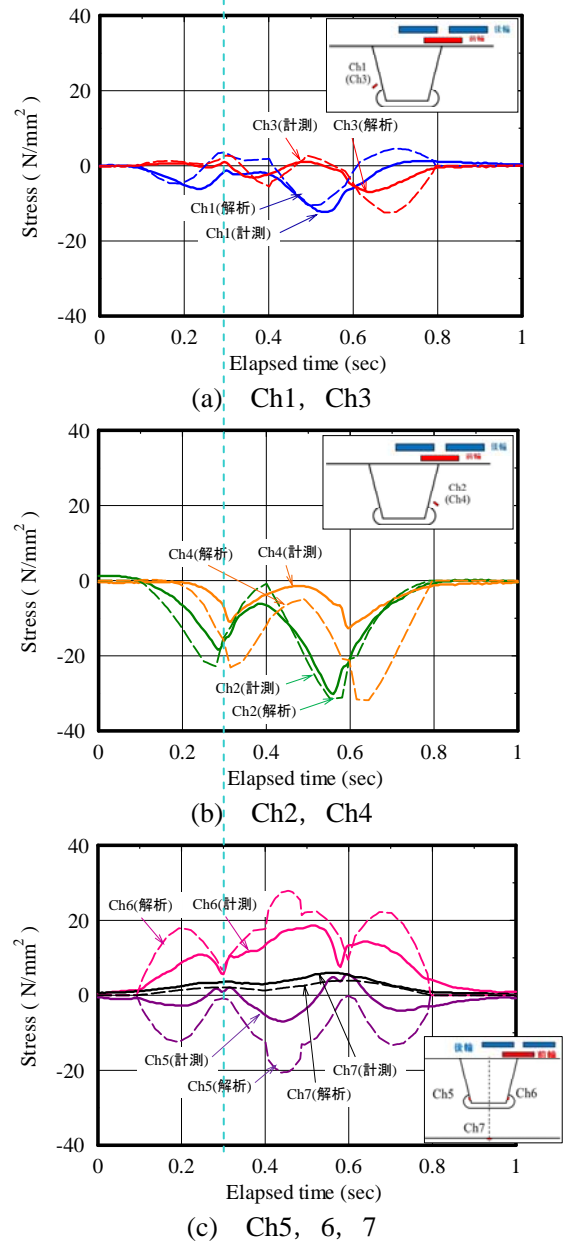 40
20
0
-20
-40
0
0.2
0.4
0.6
0.8
1
Stress ( N/mm²)
Elapsed time (sec)
Ch3(計測)
Ch3(解析)
Ch1(解析)
Ch1(計測)
後輪
前輪
Ch1
(Ch3)
(a) Ch1, Ch3
40
20
0
-20
-40
0
0.2
0.4
0.6
0.8
1
Stress ( N/mm²)
Elapsed time (sec)
Ch4(解析)
Ch4(計測)
Ch2(計測)
Ch2(解析)
後輪
前輪
Ch2
(Ch4)
(b) Ch2, Ch4
40
20
0
-20
-40
0
0.2
0.4
0.6
0.8
1
Stress ( N/mm²)
Elapsed time (sec)
Ch6(解析)
Ch6(計測)
Ch5(計測)
Ch7(計測)
Ch5(解析)
Ch7(解析)
後輪
前輪
Ch5
Ch6
Ch7
(c) Ch5, 6, 7